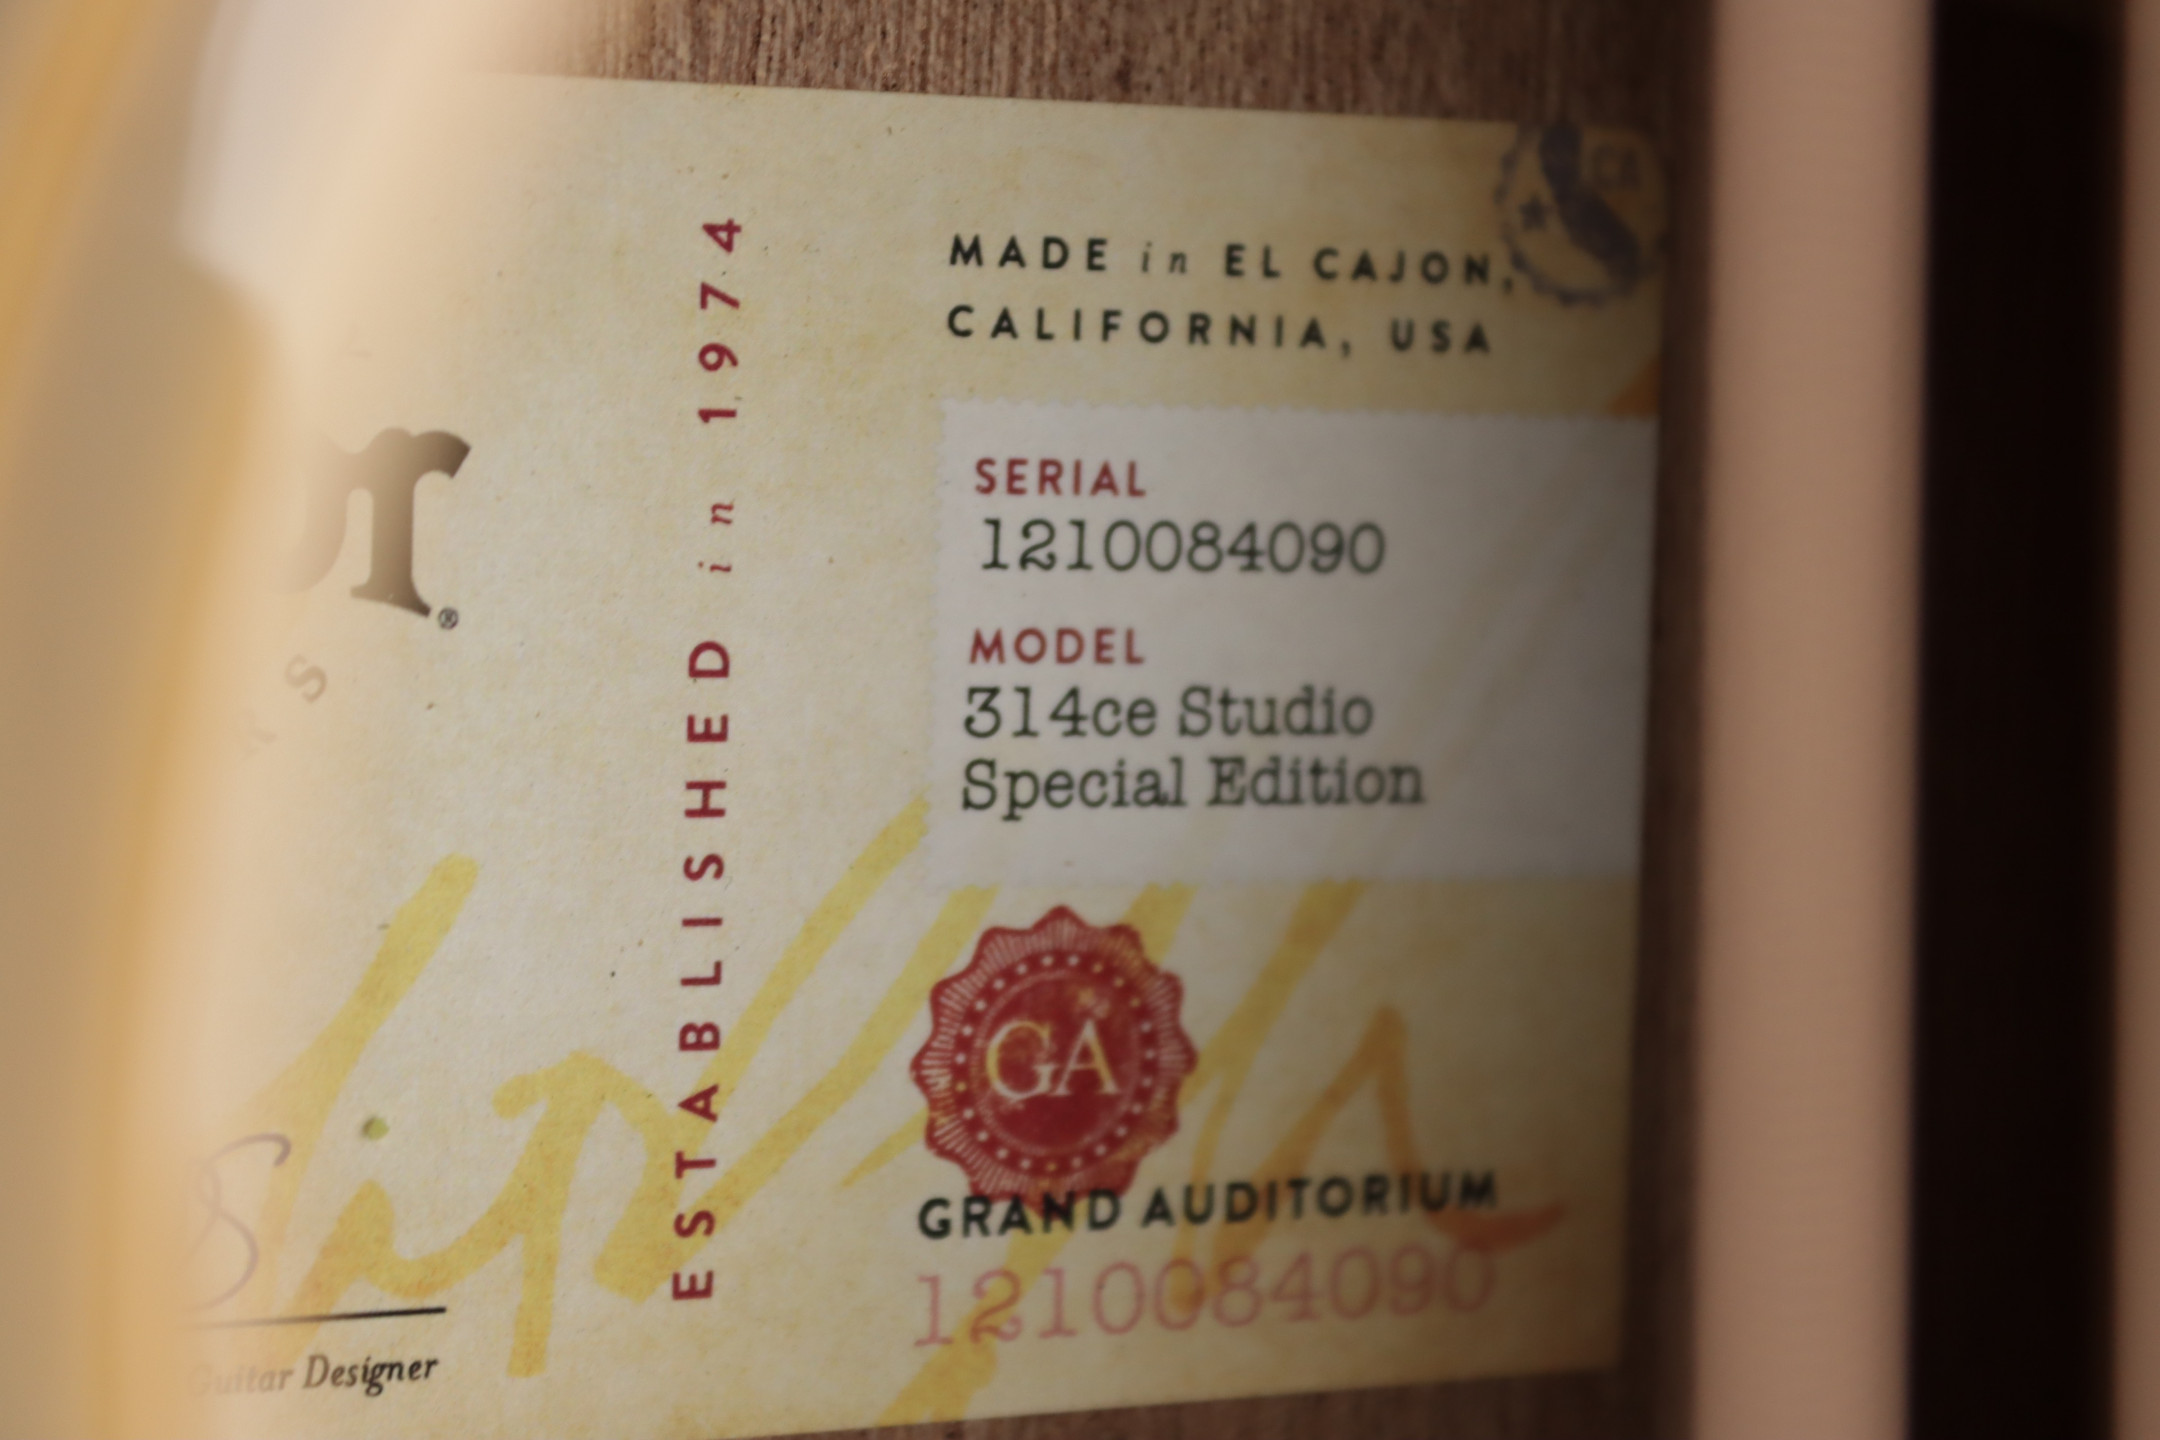 ESTABLISHED in 1974
MADE in EL CAJON,
CALIFORNIA, USA
CA
SERIAL
1210084090
MODEL
314ce Studio
Special Edition
GA
GRAND AUDITORIUM
1210084090
®
Guitar Designer